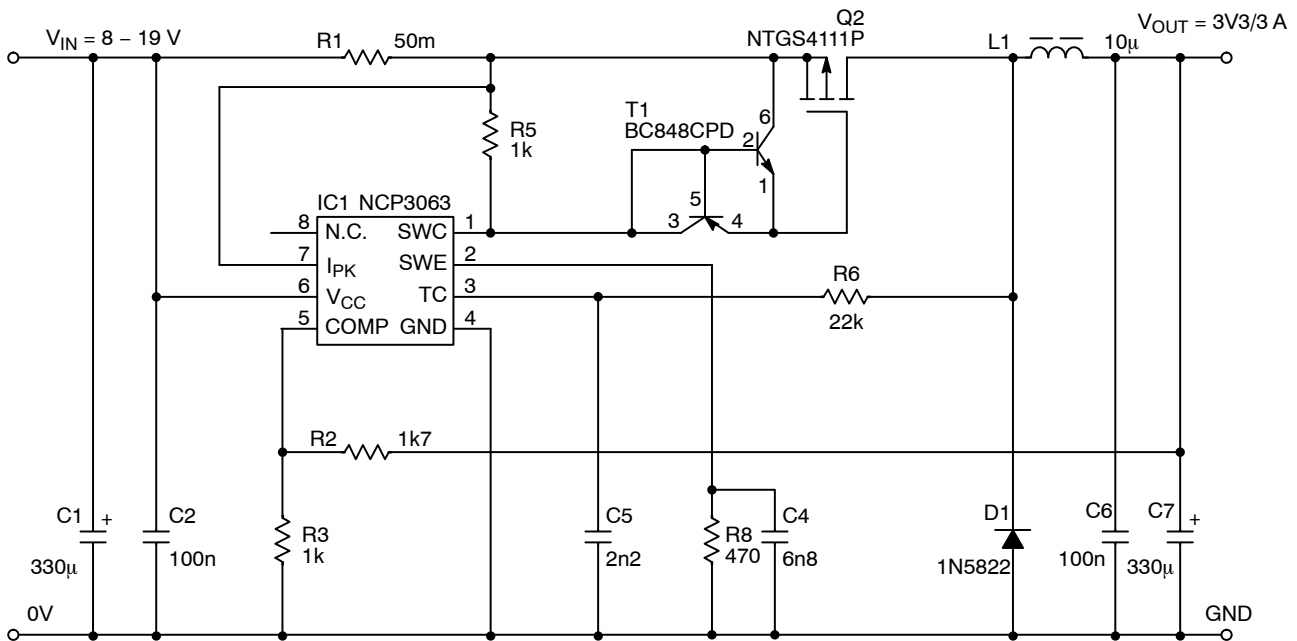 V_IN = 8 – 19 V
R1
50m
Q2
NTGS4111P
V_OUT = 3V3/3 A
L1
10µ
R5
1k
T1
BC848CPD
6
2
1
5
3
4
IC1 NCP3063
8
N.C.
SWC
1
7
I_PK
SWE
2
6
V_CC
TC
3
5
COMP
GND
4
R6
22k
R2
1k7
C1
+
330µ
C2
100n
R3
1k
C5
2n2
R8
470
C4
6n8
D1
1N5822
C6
100n
C7
+
330µ
0V
GND